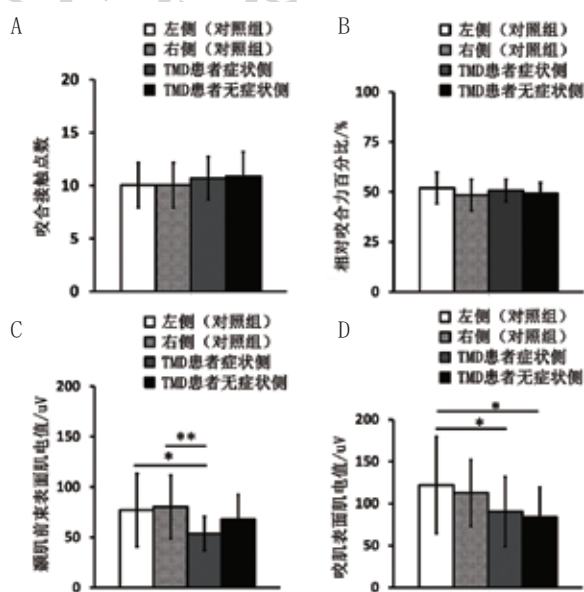 A
左侧（对照组）
右侧（对照组）
TMD患者症状侧
TMD患者无症状侧
咬合接触点数
20
15
10
5
0
B
左侧（对照组）
右侧（对照组）
TMD患者症状侧
TMD患者无症状侧
相对咬合力百分比/%
100
75
50
25
0
C
左侧（对照组）
右侧（对照组）
TMD患者症状侧
TMD患者无症状侧
颞肌前束表面肌电值/uV
200
150
100
50
0
**
*
D
左侧（对照组）
右侧（对照组）
TMD患者症状侧
TMD患者无症状侧
咬肌表面肌电值/uV
200
150
100
50
0
*
*